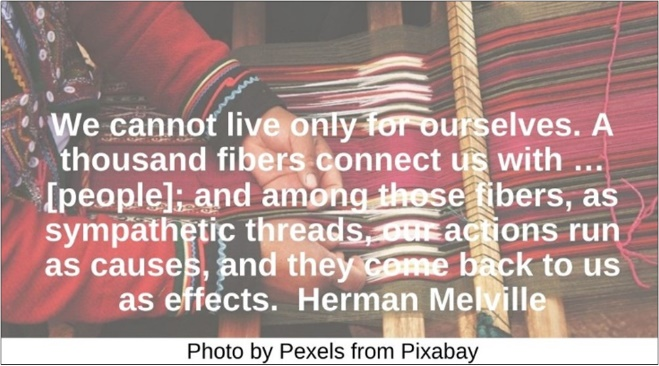 We cannot live only for ourselves. A
thousand fibers connect us with ...
[people]; and among those fibers, as
sympathetic threads, our actions run
as causes, and they come back to us
as effects.  Herman Melville
Photo by Pexels from Pixabay